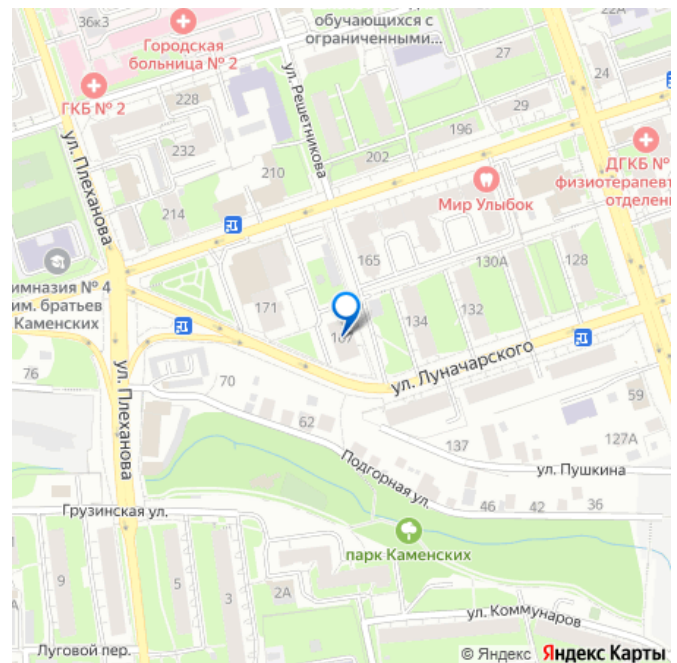 36к3
Городская
больница № 2
обучающихся с
ограниченными...
22А
27
24
ГКБ № 2
228
ул. Решетникова
29
196
ул. Плеханова
232
202
210
ДГКБ №
физиотерапевт
отделени
Мир Улыбок
214
165
130А
128
имназия № 4
им. братьев
Каменских
171
134
132
ул. Плеханова
76
70
ул. Луначарского
62
59
137
127А
ул. Пушкина
Подгорная ул.
46
42
36
Грузинская ул.
парк Каменских
9
5
3
2А
ул. Коммунаров
Луговой пер.
© Яндекс Яндекс Карты